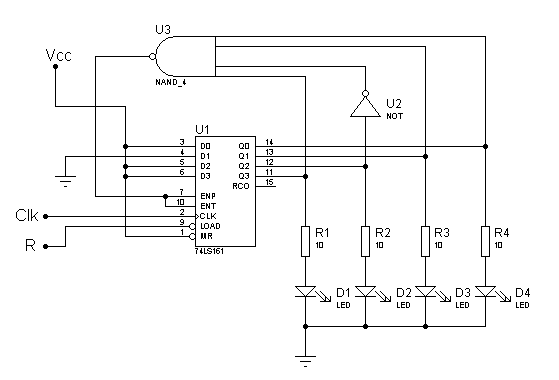 U3
Vcc
NAND_4
U2
NOT
U1
3 D0 Q0 14
4 D1 Q1 13
5 D2 Q2 12
6 D3 Q3 11
RCO 15
7 ENP
10 ENT
Clk 2 CLK
9 LOAD
R 1 MR
74LS161
R1 R2 R3 R4
10 10 10 10
D1 D2 D3 D4
LED LED LED LED